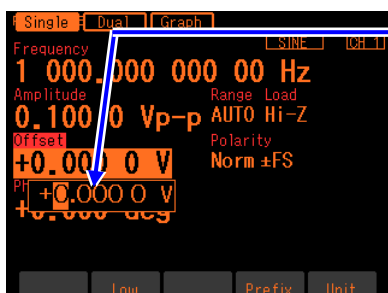 Single Dual Graph
SINE CH 1
Frequency
1 000.000 000 00 Hz
Amplitude Range Load
0.100 0 Vp-p AUTO Hi-Z
Offset Polarity
+0.000 0 V Norm ±FS
+0.000 0 V
Low Prefix Unit